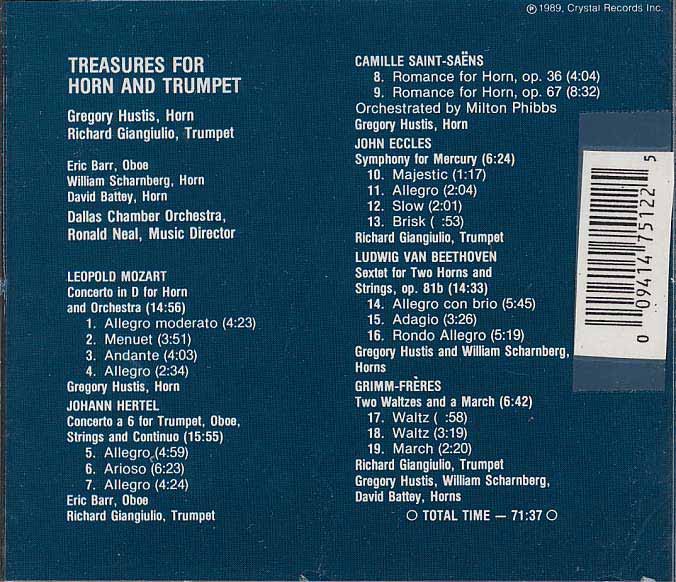 ℗ 1989, Crystal Records Inc.
TREASURES FOR
HORN AND TRUMPET
Gregory Hustis, Horn
Richard Giangiulio, Trumpet
Eric Barr, Oboe
William Scharnberg, Horn
David Battey, Horn
Dallas Chamber Orchestra,
Ronald Neal, Music Director
LEOPOLD MOZART
Concerto in D for Horn
and Orchestra (14:56)
1. Allegro moderato (4:23)
2. Menuet (3:51)
3. Andante (4:03)
4. Allegro (2:34)
Gregory Hustis, Horn
JOHANN HERTEL
Concerto a 6 for Trumpet, Oboe,
Strings and Continuo (15:55)
5. Allegro (4:59)
6. Arioso (6:23)
7. Allegro (4:24)
Eric Barr, Oboe
Richard Giangiulio, Trumpet
CAMILLE SAINT-SAËNS
8. Romance for Horn, op. 36 (4:04)
9. Romance for Horn, op. 67 (8:32)
Orchestrated by Milton Phibbs
Gregory Hustis, Horn
JOHN ECCLES
Symphony for Mercury (6:24)
10. Majestic (1:17)
11. Allegro (2:04)
12. Slow (2:01)
13. Brisk ( :53)
Richard Giangiulio, Trumpet
LUDWIG VAN BEETHOVEN
Sextet for Two Horns and
Strings, op. 81b (14:33)
14. Allegro con brio (5:45)
15. Adagio (3:26)
16. Rondo Allegro (5:19)
Gregory Hustis and William Scharnberg,
Horns
GRIMM-FRÈRES
Two Waltzes and a March (6:42)
17. Waltz ( :58)
18. Waltz (3:19)
19. March (2:20)
Richard Giangiulio, Trumpet
Gregory Hustis, William Scharnberg,
David Battey, Horns
○ TOTAL TIME — 71:37 ○
0 09414 75122 5